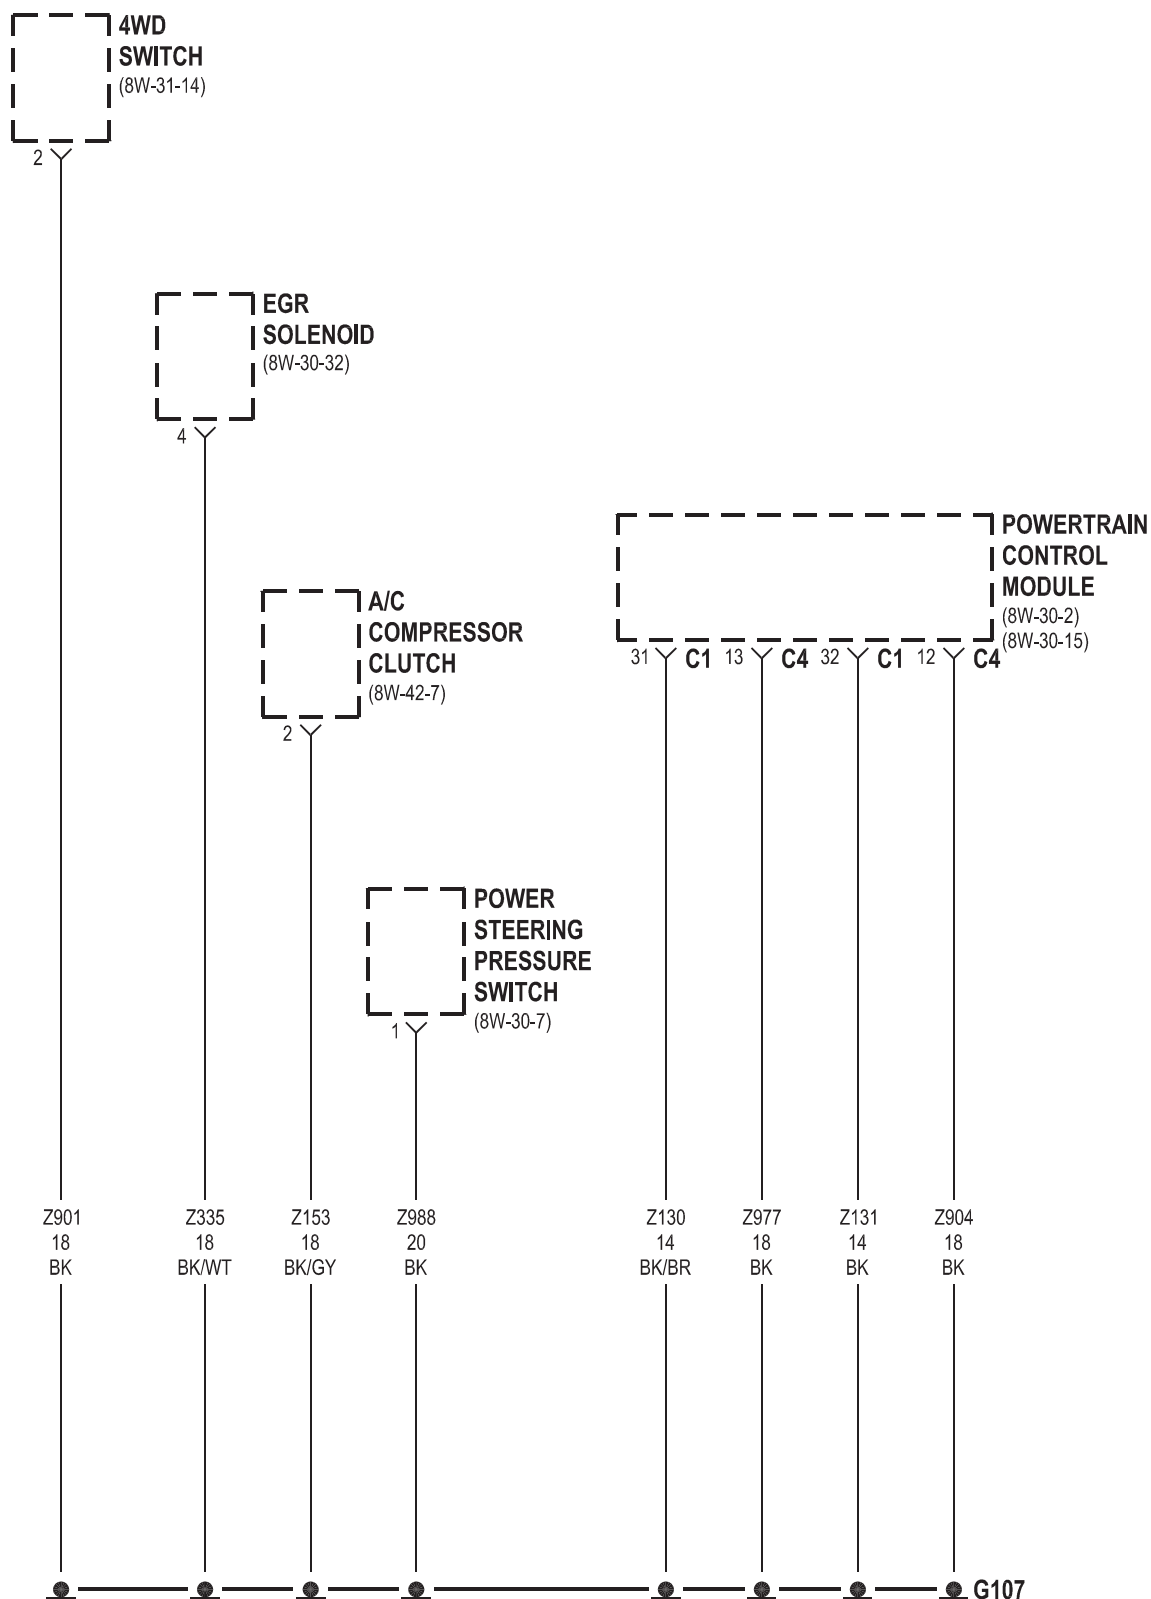 4WD
SWITCH
(8W-31-14)
2
EGR
SOLENOID
(8W-30-32)
4
POWERTRAIN
CONTROL
MODULE
(8W-30-2)
(8W-30-15)
31 C1 13 C4 32 C1 12 C4
A/C
COMPRESSOR
CLUTCH
(8W-42-7)
2
POWER
STEERING
PRESSURE
SWITCH
(8W-30-7)
1
Z901 Z335 Z153 Z988 Z130 Z977 Z131 Z904
18 18 18 20 14 18 14 18
BK BK/WT BK/GY BK BK/BR BK BK BK
G107